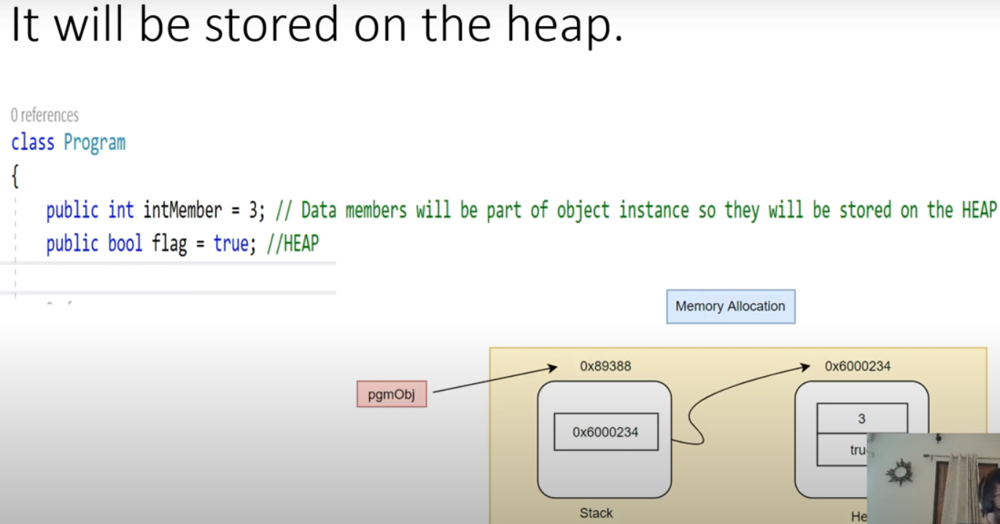 It will be stored on the heap.
0 references
class Program
{
public int intMember = 3; // Data members will be part of object instance so they will be stored on the HEAP
public bool flag = true; //HEAP
Memory Allocation
0x89388
0x6000234
pgmObj
0x6000234
3
tru
Stack
He